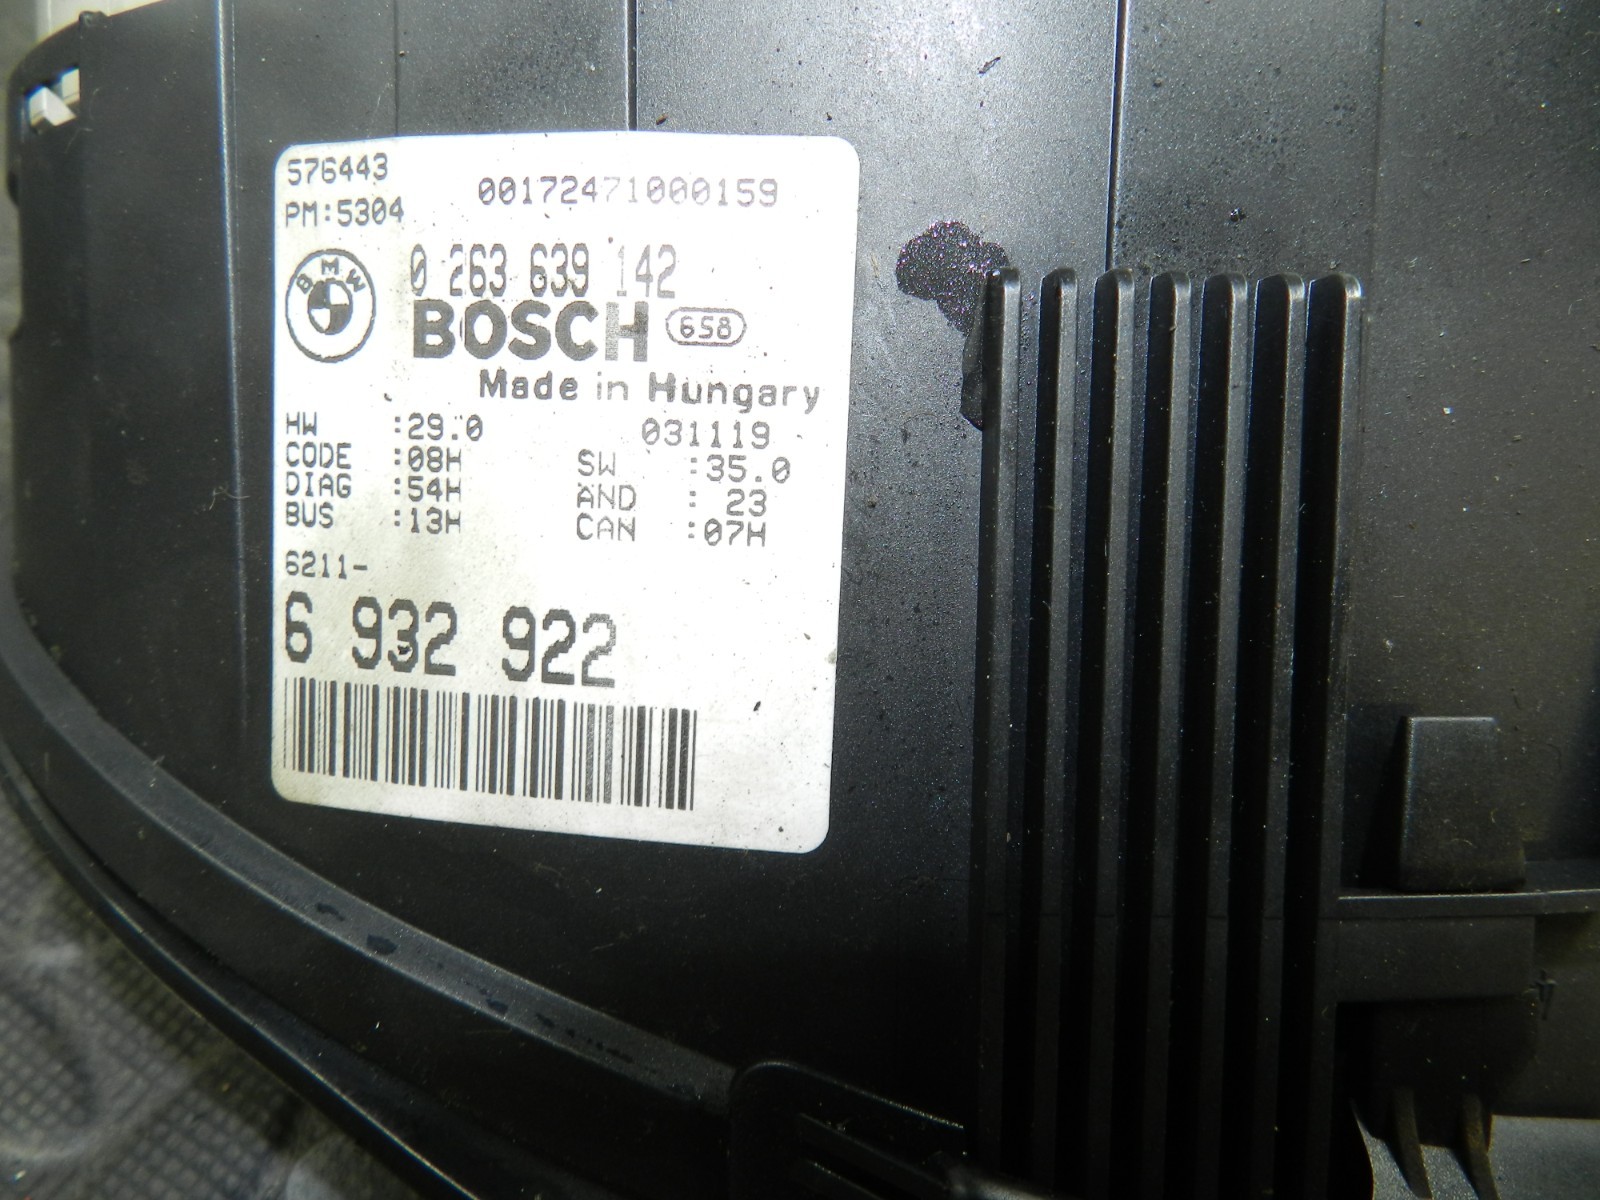 576443
00172471000159
PM:5304
BMW
0 263 639 142
BOSCH 658
Made in Hungary
HW :29.0 031119
CODE :08H SW :35.0
DIAG :54H AND : 23
BUS :13H CAN :07H
6211-
6 932 922